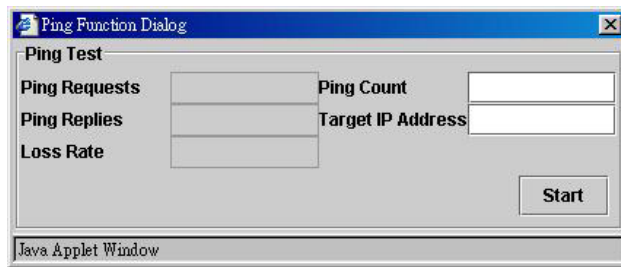 Ping Function Dialog
Ping Test
Ping Requests
Ping Count
Ping Replies
Target IP Address
Loss Rate
Start
Java Applet Window